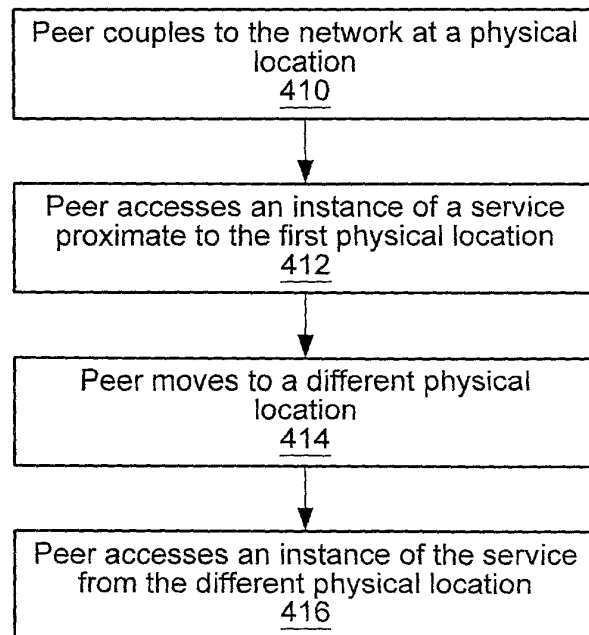 Peer couples to the network at a physical
location
410
Peer accesses an instance of a service
proximate to the first physical location
412
Peer moves to a different physical
location
414
Peer accesses an instance of the service
from the different physical location
416